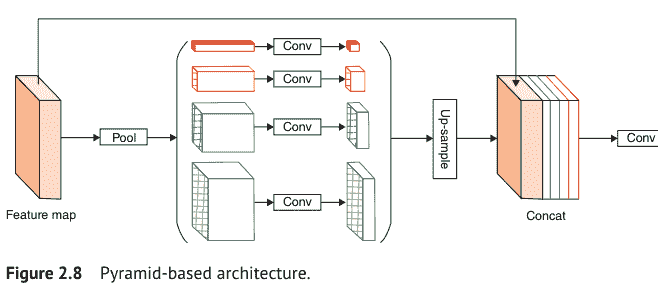 Conv
Conv
Conv
Conv
Pool
Up-sample
Conv
Feature map
Concat
Figure 2.8 Pyramid-based architecture.